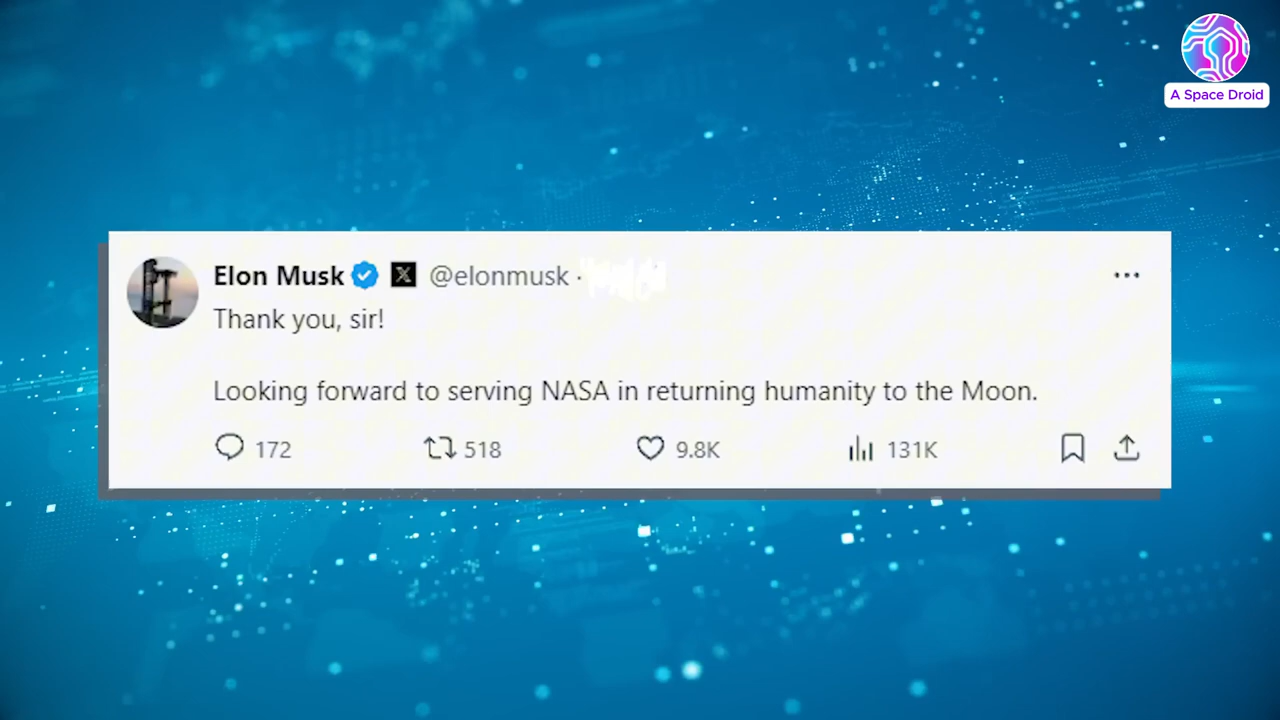 A Space Droid
Elon Musk @elonmusk ·
Thank you, sir!
Looking forward to serving NASA in returning humanity to the Moon.
172 518 9.8K 131K